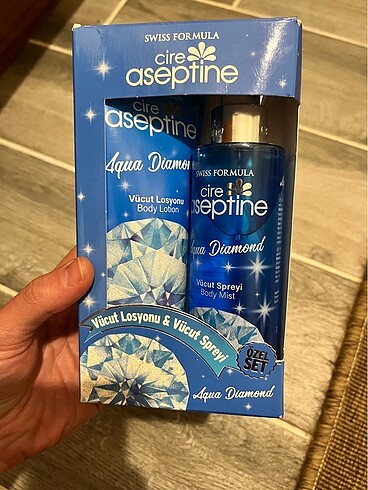 SWISS FORMULA
cire
aseptine
cire
aseptine
Aqua Diamon
Vücut Losyonu
Body Lotion
SWISS FORMULA
cire
aseptine
Aqua Diamond
Vücut Spreyi
Body Mist
Vücut Losyonu & Vücut Spreyi
ÖZEL
SET
Aqua Diamond